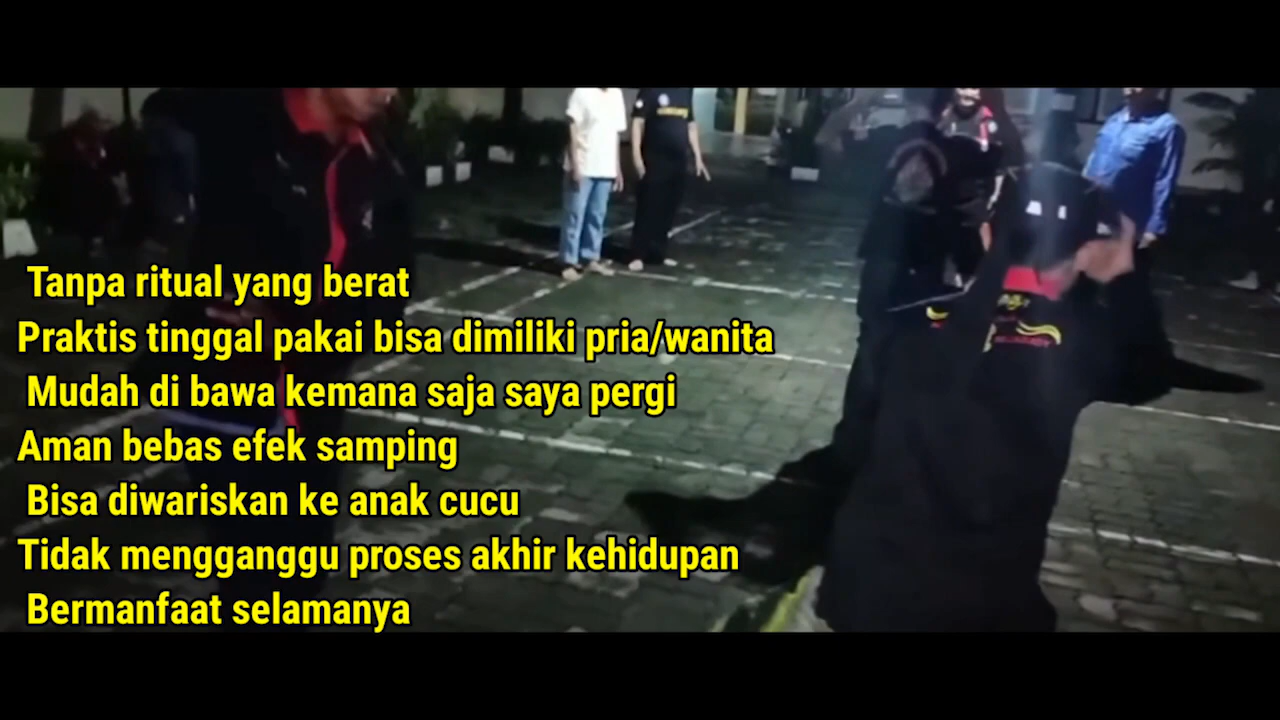 Tanpa ritual yang berat
Praktis tinggal pakai bisa dimiliki pria/wanita
Mudah di bawa kemana saja saya pergi
Aman bebas efek samping
Bisa diwariskan ke anak cucu
Tidak mengganggu proses akhir kehidupan
Bermanfaat selamanya